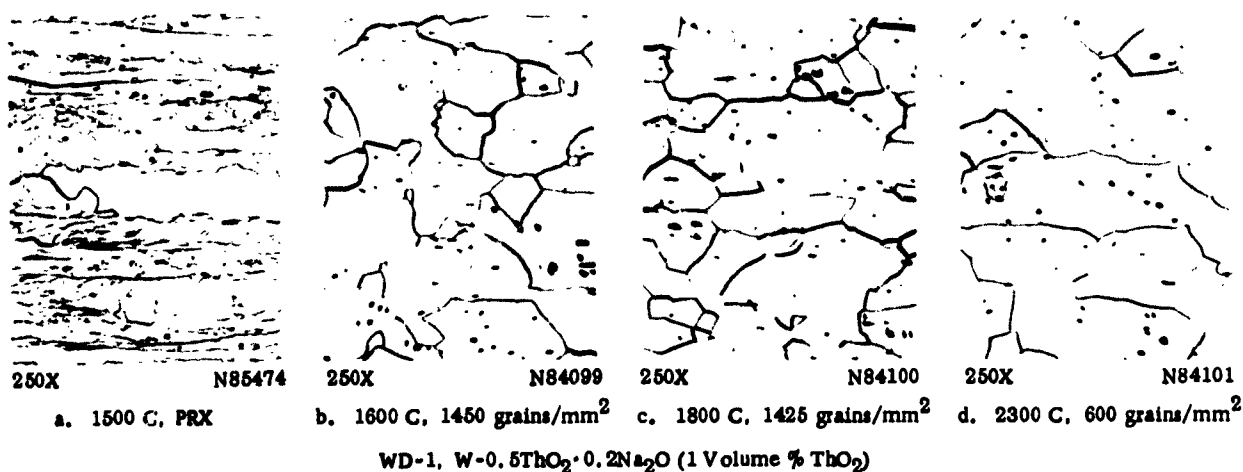 250X N85474 250X N84099 250X N84100 250X N84101
a. 1500 C, PRX b. 1600 C, 1450 grains/mm² c. 1800 C, 1425 grains/mm² d. 2300 C, 600 grains/mm²
WD-1, W-0.5ThO₂·0.2Na₂O (1 Volume % ThO₂)